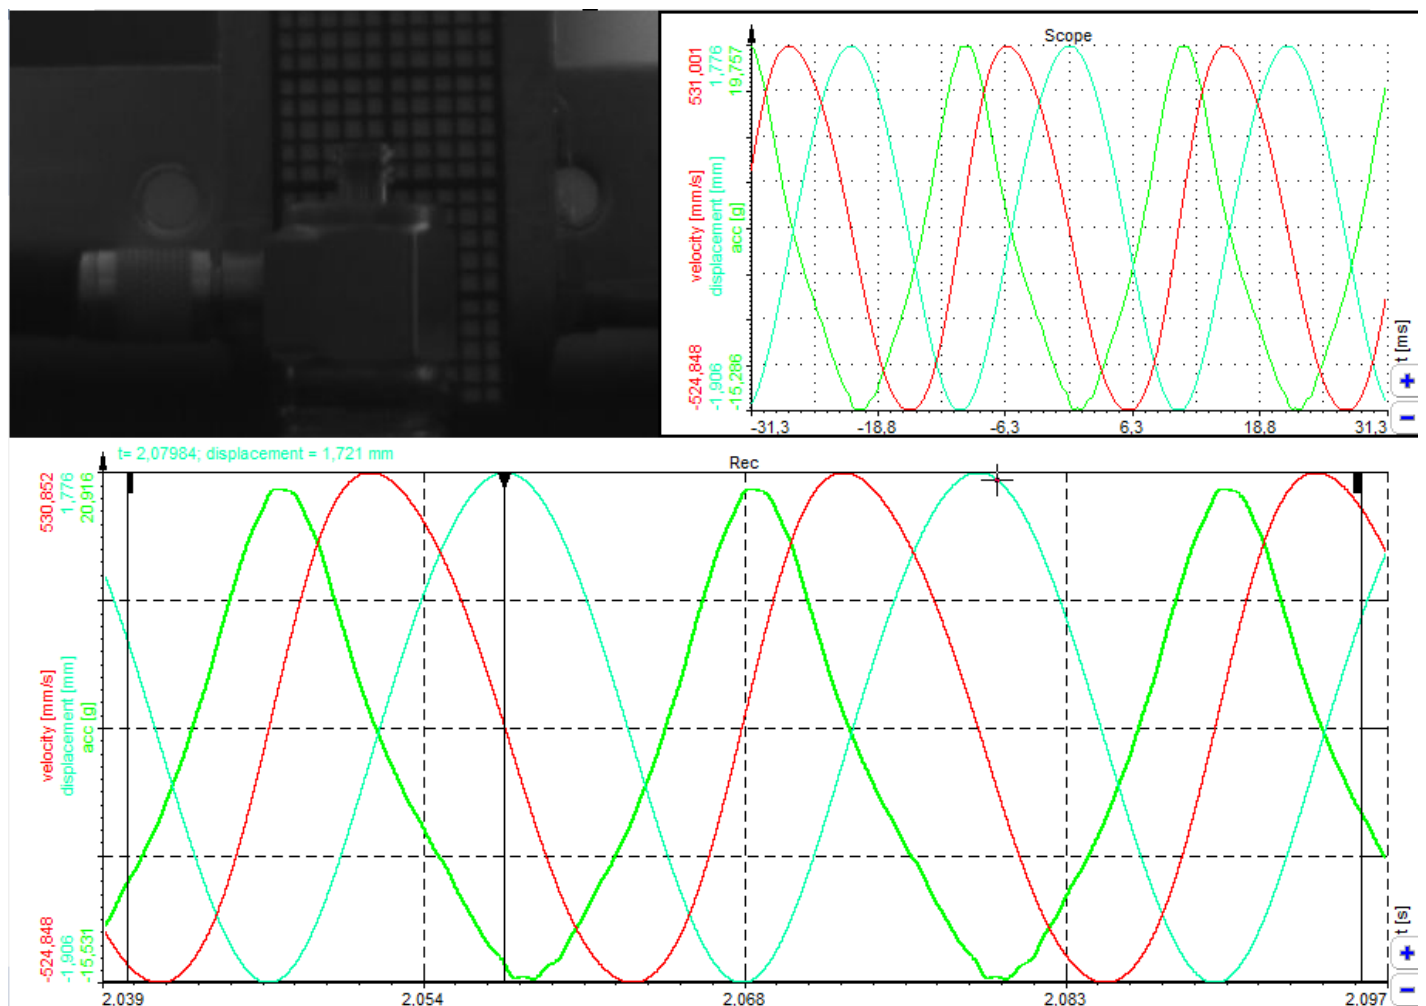 Scope
531,001
1,776
19,757
velocity [mm/s]
displacement [mm]
acc [g]
-524,848
-1,906
-15,286
t [ms]
+
-
-31,3
-18,8
-6,3
6,3
18,8
31,3
t= 2,07984; displacement = 1,721 mm
Rec
530,852
1,776
20,916
velocity [mm/s]
displacement [mm]
acc [g]
-524,848
-1,906
-15,531
t [s]
+
-
2.039
2.054
2.068
2.083
2.097